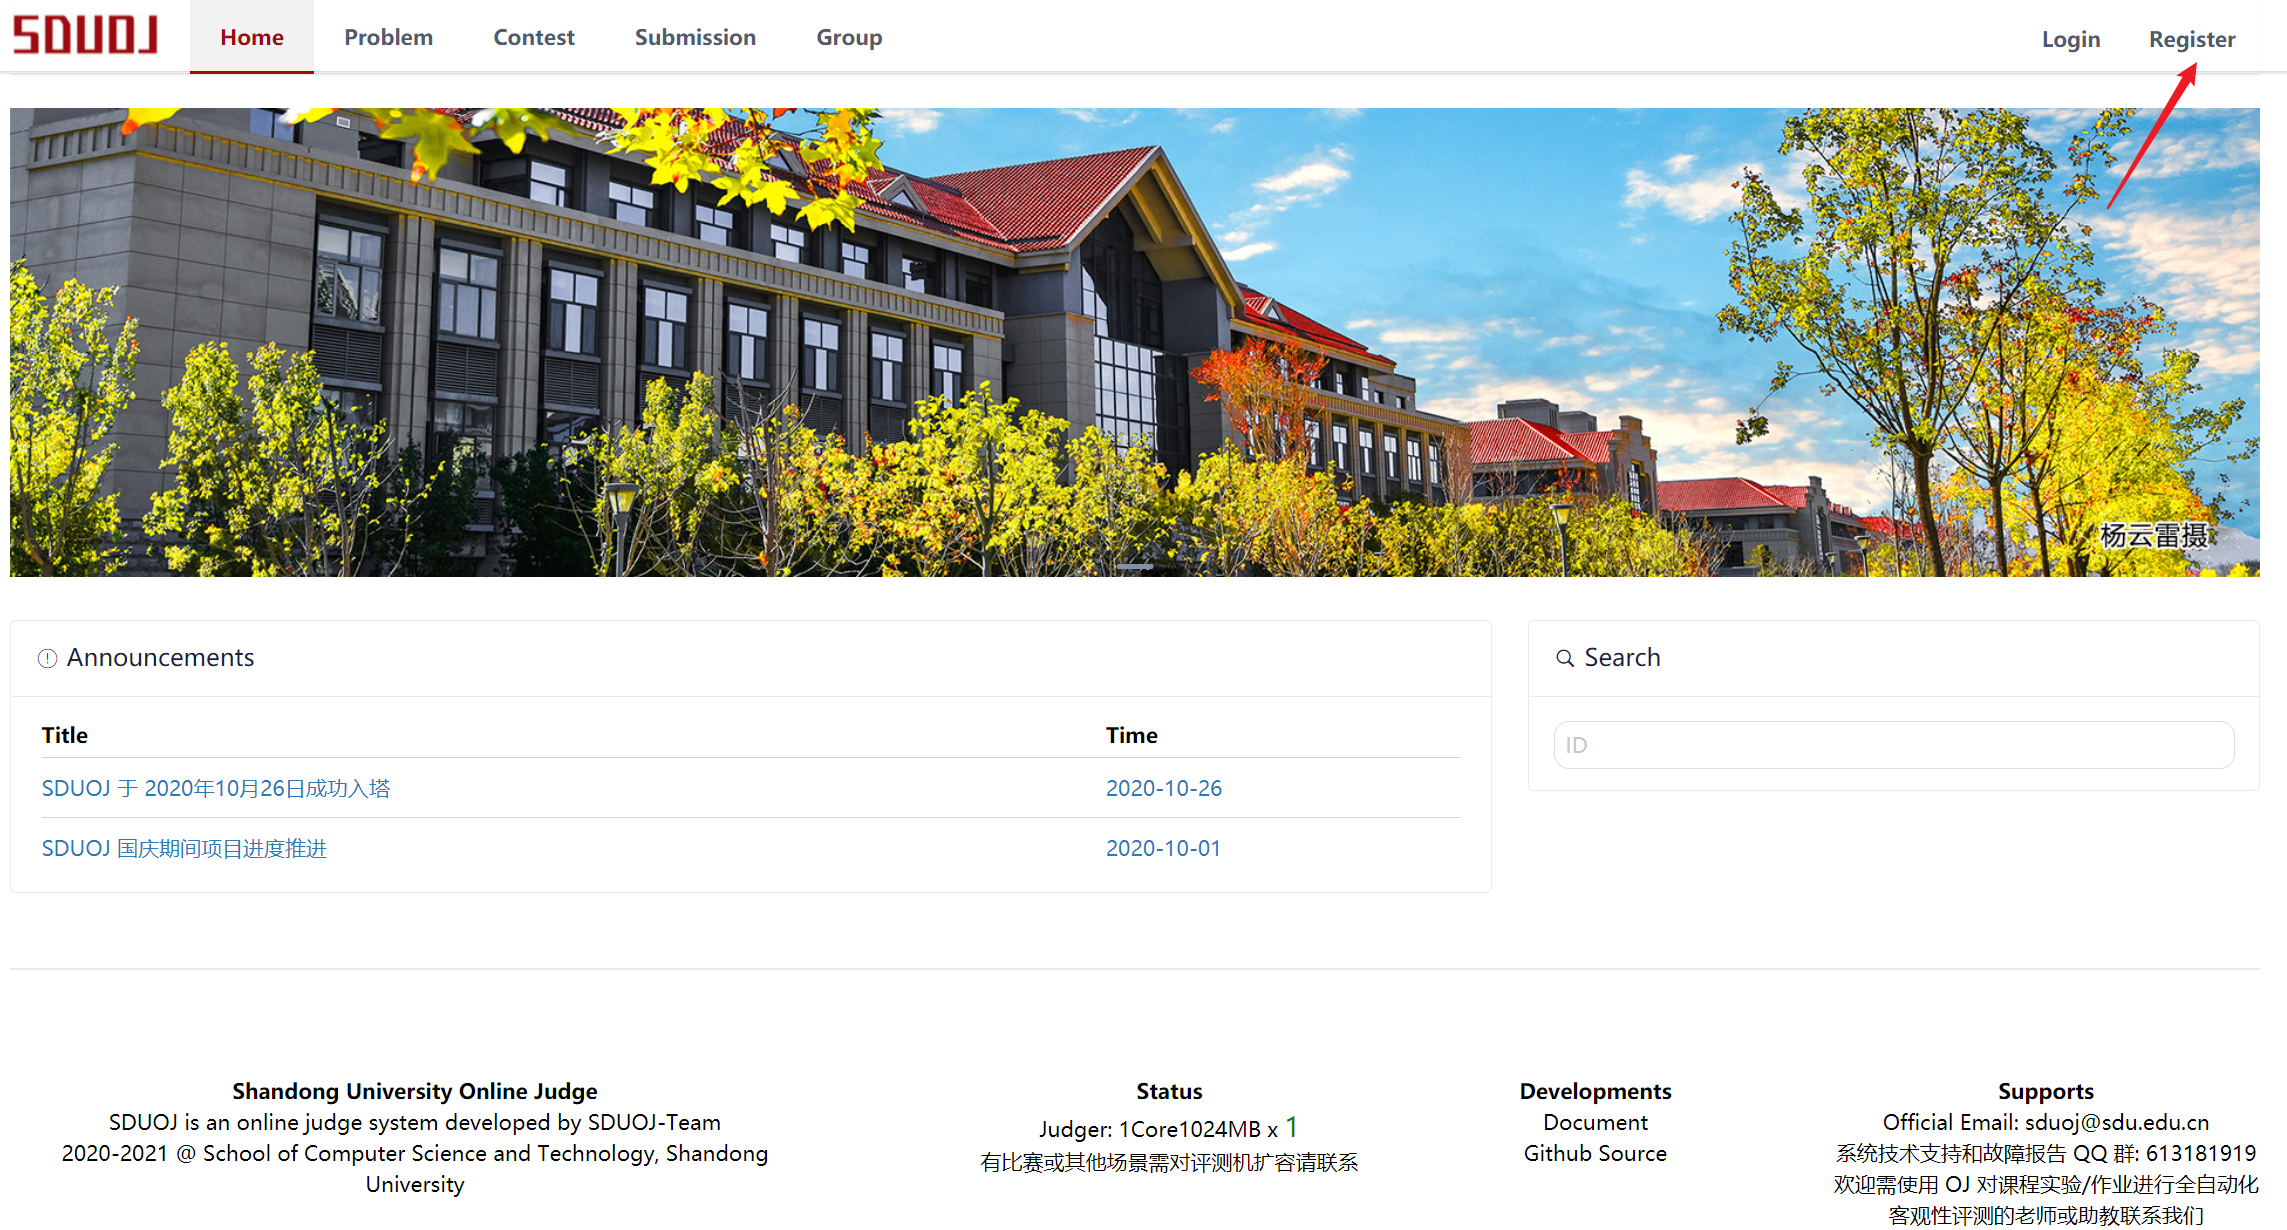 SDUOJ
Home
Problem
Contest
Submission
Group
Login
Register
杨云雷摄
Announcements
Title
Time
SDUOJ 于 2020年10月26日成功入塔
2020-10-26
SDUOJ 国庆期间项目进度推进
2020-10-01
Search
ID
Shandong University Online Judge
SDUOJ is an online judge system developed by SDUOJ-Team
2020-2021 @ School of Computer Science and Technology, Shandong
University
Status
Judger: 1Core1024MB x 1
有比赛或其他场景需对评测机扩容请联系
Developments
Document
Github Source
Supports
Official Email: sduoj@sdu.edu.cn
系统技术支持和故障报告 QQ 群: 613181919
欢迎需使用 OJ 对课程实验/作业进行全自动化
客观性评测的老师或助教联系我们